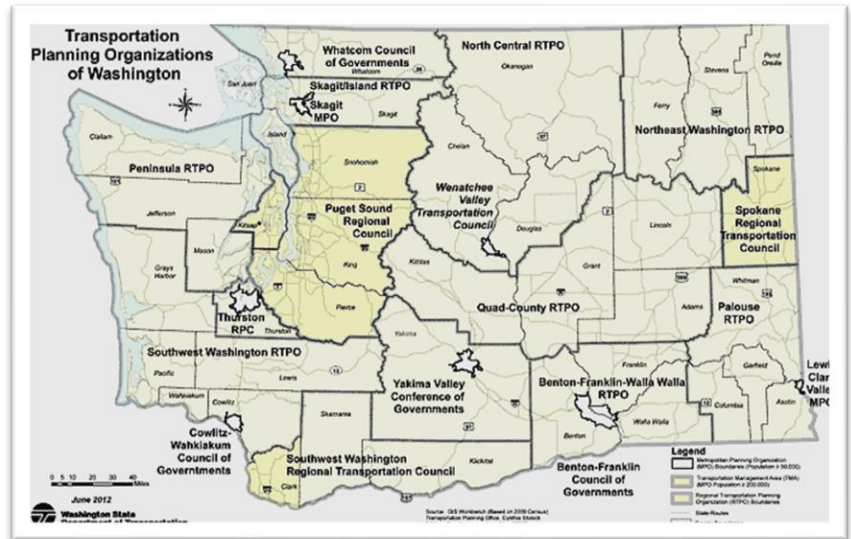 Transportation
Planning Organizations
of Washington
Whatcom Council
of Governments
Whatcom
North Central RTPO
Okanogan
Pend
Oreille
Stevens
Ferry
Northeast Washington RTPO
San Juan
Skagit/Island RTPO
Skagit
MPO
Skagit
Island
Clallam
Peninsula RTPO
101
Jefferson
Snohomish
2
Chelan
Wenatchee
Valley
Transportation
Council
Douglas
Puget Sound
Regional
Council
King
Kitsap
Pierce
Mason
Grays
Harbor
Thurston
RPC
Thurston
Kittitas
Grant
Lincoln
2
Spokane
Spokane
Regional
Transportation
Council
Quad-County RTPO
Adams
Whitman
Palouse
RTPO
Yakima
Yakima Valley
Conference of
Governments
Southwest Washington RTPO
Pacific
Lewis
12
Wahkiakum
Cowlitz
Cowlitz-
Wahkiakum
Council of
Governments
Skamania
Southwest Washington
Regional Transportation Council
Clark
Klickitat
Benton-Franklin-Walla Walla
RTPO
Franklin
Benton
Walla Walla
Benton-Franklin
Council of
Governments
Garfield
Columbia
12
Asotin
Lewi
Clar
Valle
MPO
Legend
Metropolitan Planning Organization
(MPO) Boundaries (Population ≥ 50,000)
Transportation Management Area (TMA)
(MPO Population ≥ 200,000)
Regional Transportation Planning
Organization (RTPO) Boundaries
State Routes
0 5 10 20 30 40
Miles
June 2012
Washington State
Department of Transportation
Source: GIS Workbench (Based on 2000 Census)
Transportation Planning Office,